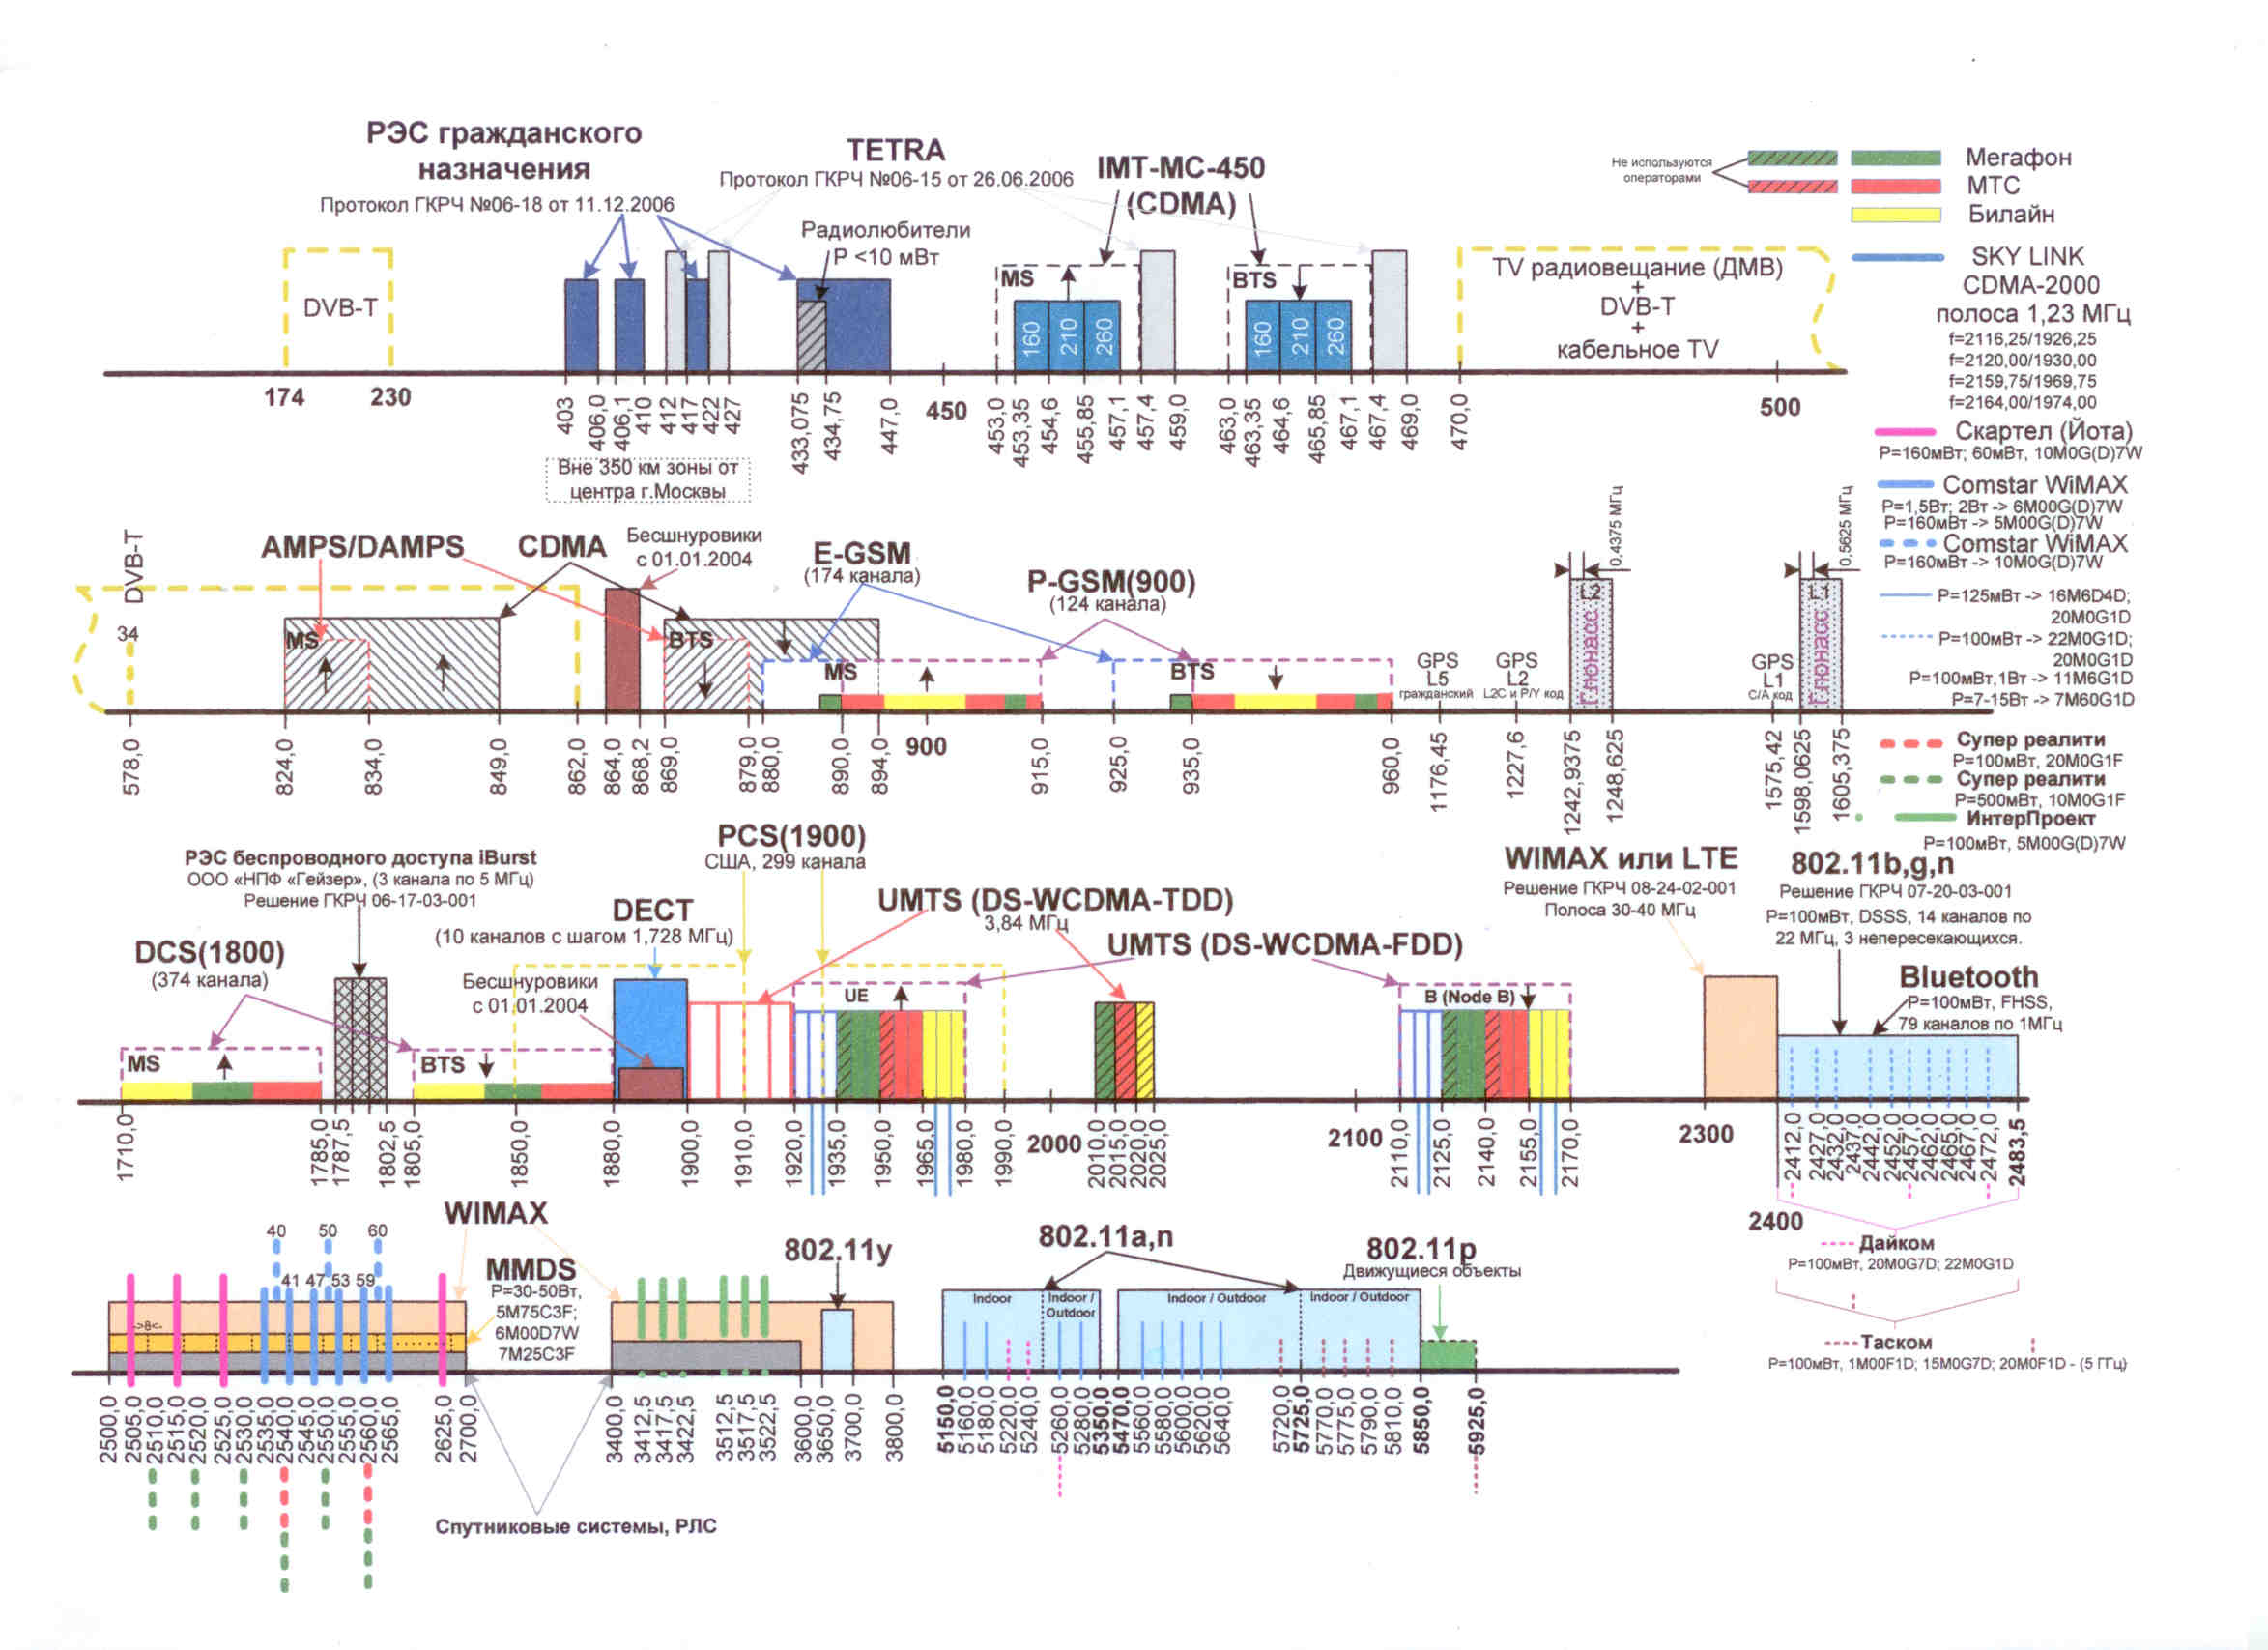 РЭС гражданского
назначения
Протокол ГКРЧ №06-18 от 11.12.2006
TETRA
Протокол ГКРЧ №06-15 от 26.06.2006
IMT-MC-450
(CDMA)
Радиолюбители
P <10 мВт
DVB-T
MS
160
210
260
BTS
160
210
260
TV радиовещание (ДМВ)
+
DVB-T
+
кабельное TV
174
230
403
406,0
406,1
410
412
417
422
427
433,075
434,75
447,0
450
453,0
453,35
454,6
455,85
457,1
457,4
459,0
463,0
463,35
464,6
465,85
467,1
467,4
469,0
470,0
500
Вне 350 км зоны от
центра г.Москвы
Не используются
операторами
Мегафон
МТС
Билайн
SKY LINK
CDMA-2000
полоса 1,23 МГц
f=2116,25/1926,25
f=2120,00/1930,00
f=2159,75/1969,75
f=2164,00/1974,00
Скартел (Йота)
P=160мВт; 60мВт, 10M0G(D)7W
Comstar WiMAX
P=1,5Вт; 2Вт -> 6M00G(D)7W
P=160мВт -> 5M00G(D)7W
Comstar WiMAX
P=160мВт -> 10M0G(D)7W
P=125мВт -> 16M6D4D;
20M0G1D
P=100мВт -> 22M0G1D;
20M0G1D
P=100мВт,1Вт -> 11M6G1D
P=7-15Вт -> 7M60G1D
Супер реалити
P=100мВт, 20M0G1F
Супер реалити
P=500мВт, 10M0G1F
ИнтерПроект
P=100мВт, 5M00G(D)7W
DVB-T
34
AMPS/DAMPS
CDMA
Бесшнуровики
с 01.01.2004
E-GSM
(174 канала)
P-GSM(900)
(124 канала)
MS
BTS
MS
BTS
GPS
L5
гражданский
GPS
L2
L2C и P/Y код
L2
Глонасс
0,4375 МГц
GPS
L1
C/A код
L1
Глонасс
0,5625 МГц
578,0
824,0
834,0
849,0
862,0
864,0
868,2
869,0
879,0
880,0
890,0
894,0
900
915,0
925,0
935,0
960,0
1176,45
1227,6
1242,9375
1248,625
1575,42
1598,0625
1605,375
РЭС беспроводного доступа iBurst
ООО «НПФ «Гейзер», (3 канала по 5 МГц)
Решение ГКРЧ 06-17-03-001
DCS(1800)
(374 канала)
PCS(1900)
США, 299 канала
DECT
(10 каналов с шагом 1,728 МГц)
Бесшнуровики
с 01.01.2004
UMTS (DS-WCDMA-TDD)
3,84 МГц
UMTS (DS-WCDMA-FDD)
WIMAX или LTE
Решение ГКРЧ 08-24-02-001
Полоса 30-40 МГц
802.11b,g,n
Решение ГКРЧ 07-20-03-001
P=100мВт, DSSS, 14 каналов по
22 МГц, 3 непересекающихся.
Bluetooth
P=100мВт, FHSS,
79 каналов по 1МГц
MS
BTS
UE
B (Node B)
1710,0
1785,0
1787,5
1802,5
1805,0
1850,0
1880,0
1900,0
1910,0
1920,0
1935,0
1950,0
1965,0
1980,0
1990,0
2000
2010,0
2015,0
2020,0
2025,0
2100
2110,0
2125,0
2140,0
2155,0
2170,0
2300
2400
2412,0
2427,0
2432,0
2437,0
2442,0
2452,0
2457,0
2462,0
2465,0
2467,0
2472,0
2483,5
Дайком
P=100мВт, 20M0G7D; 22M0G1D
Таском
P=100мВт, 1M00F1D; 15M0G7D; 20M0F1D - (5 ГГц)
WIMAX
40
50
60
41 47 53 59
->8<-
MMDS
P=30-50Вт,
5M75C3F;
6M00D7W
7M25C3F
802.11y
802.11a,n
802.11p
Движущиеся объекты
Indoor
Indoor /
Outdoor
Indoor / Outdoor
Indoor / Outdoor
2500,0
2505,0
2510,0
2515,0
2520,0
2525,0
2530,0
2535,0
2540,0
2545,0
2550,0
2555,0
2560,0
2565,0
2625,0
2700,0
3400,0
3412,5
3417,5
3422,5
3512,5
3517,5
3522,5
3600,0
3650,0
3700,0
3800,0
5150,0
5160,0
5180,0
5220,0
5240,0
5260,0
5280,0
5350,0
5470,0
5560,0
5580,0
5600,0
5620,0
5640,0
5720,0
5725,0
5770,0
5775,0
5790,0
5810,0
5850,0
5925,0
Спутниковые системы, РЛС